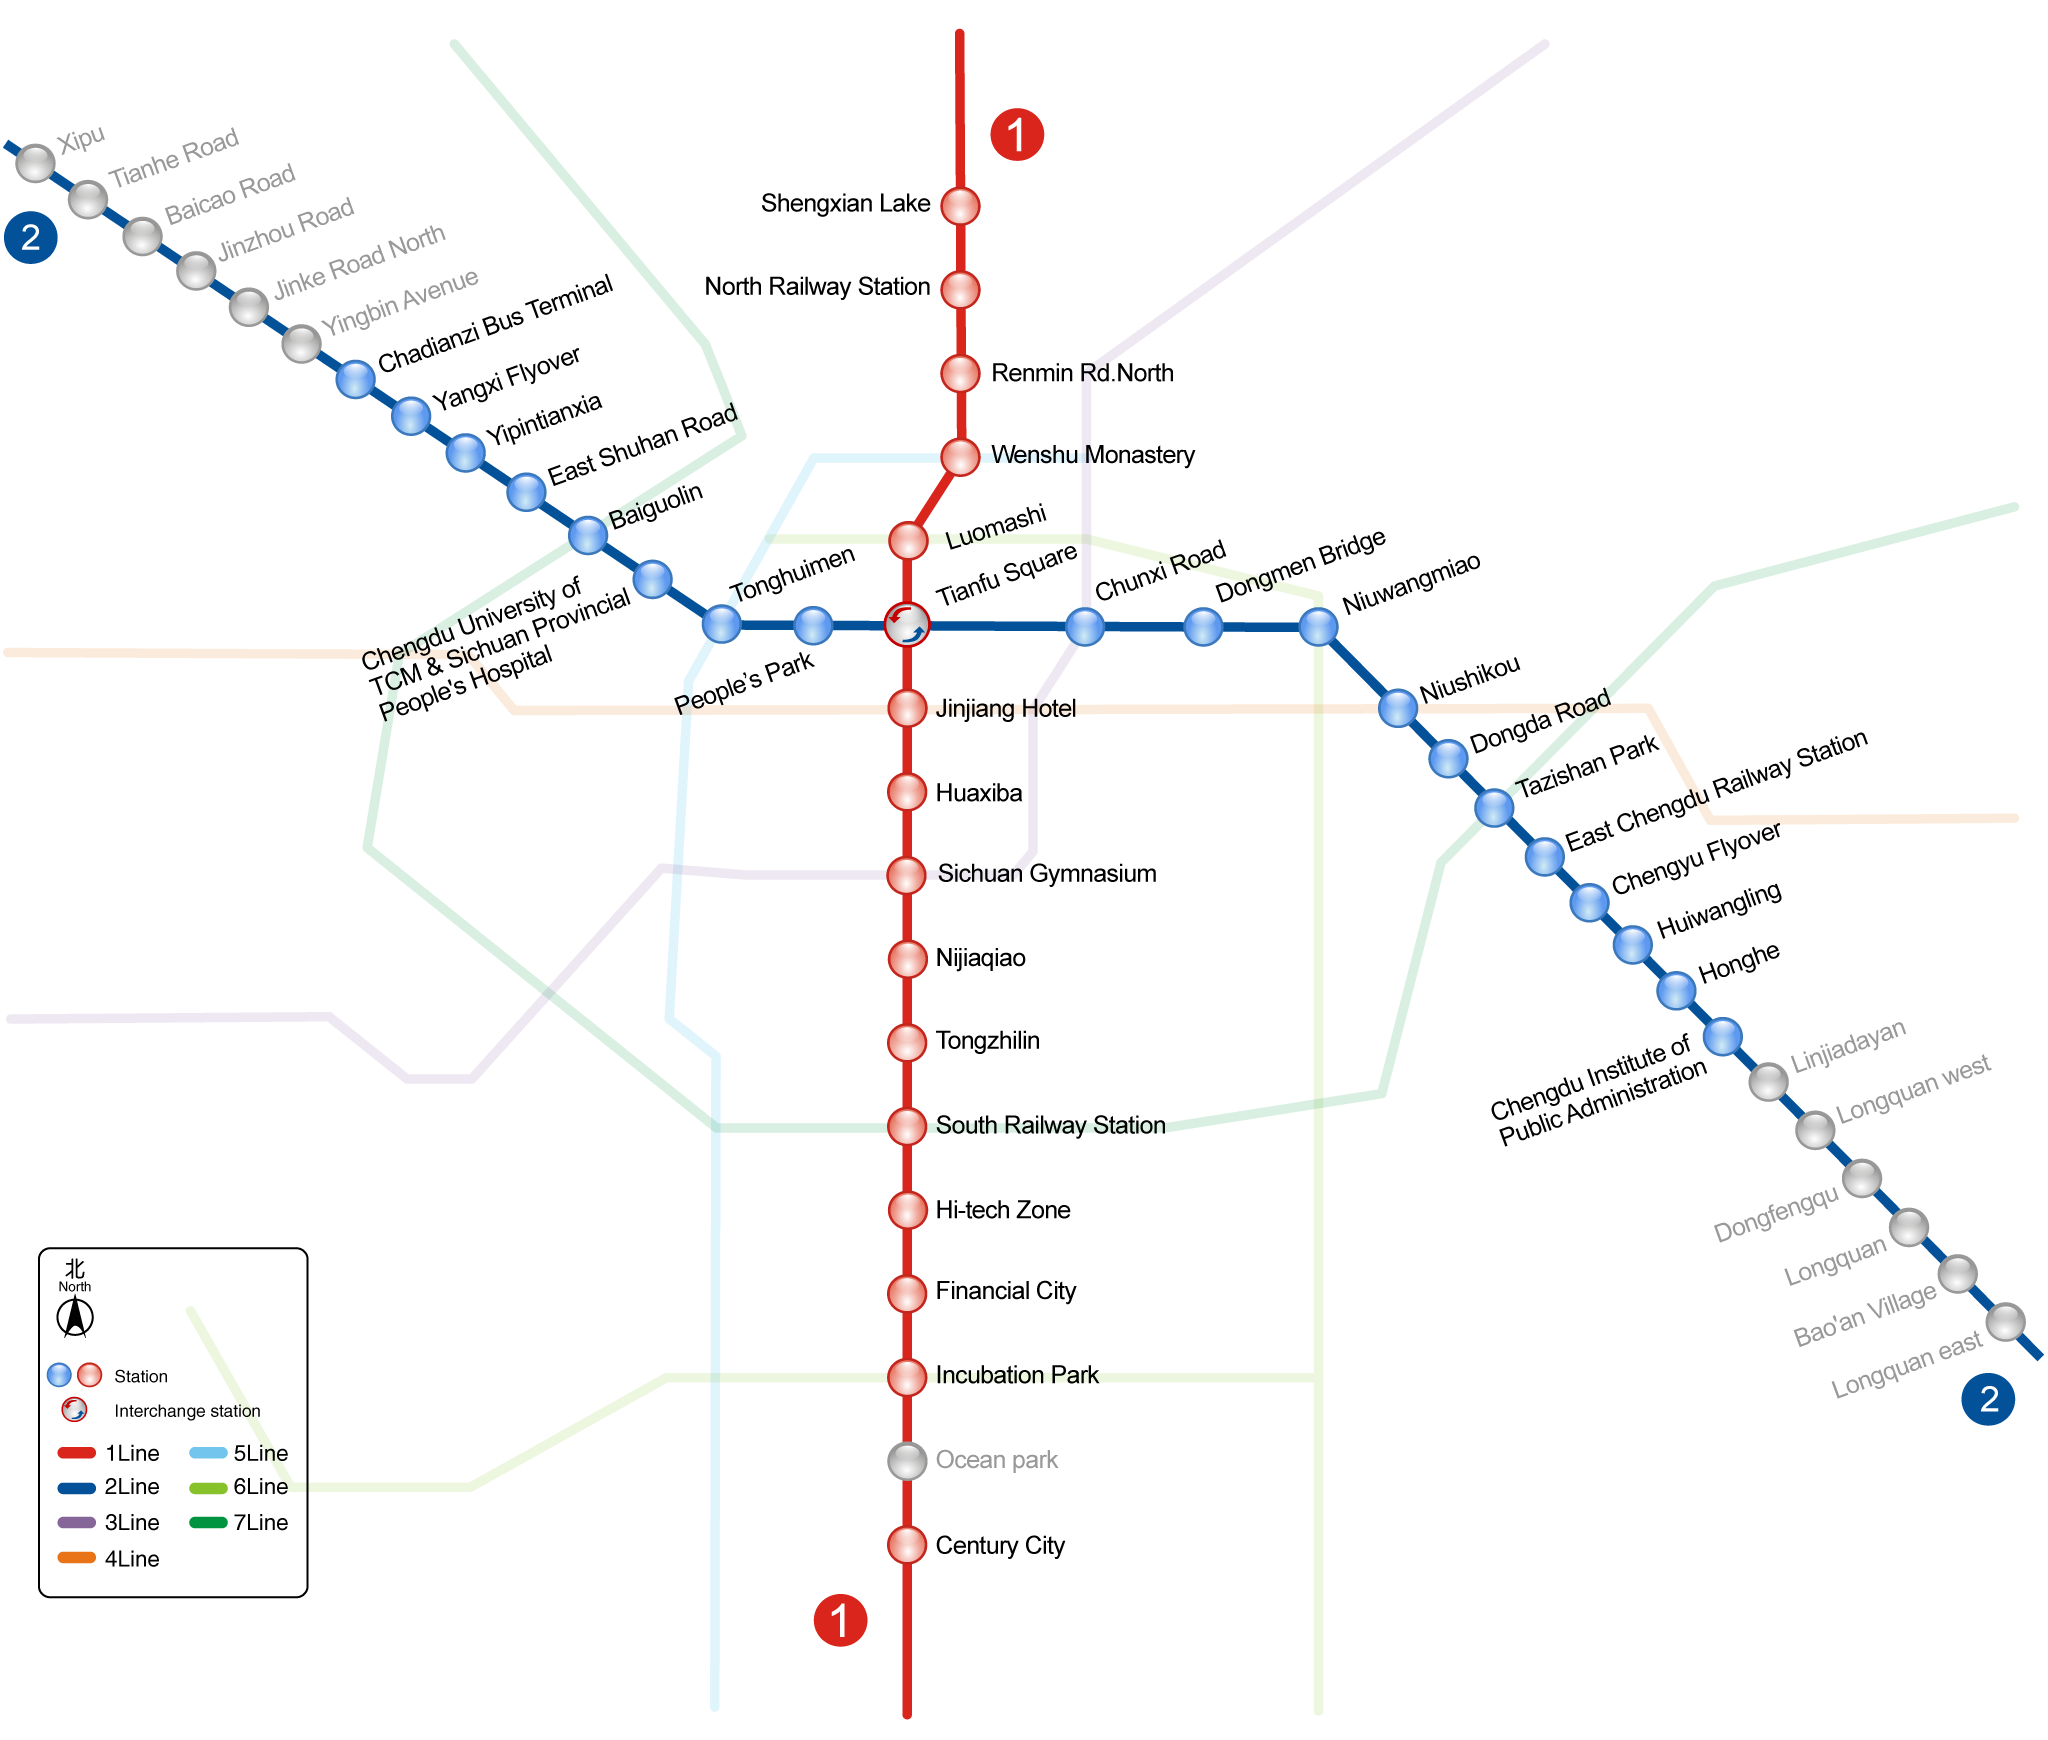 1
Shengxian Lake
North Railway Station
Renmin Rd.North
Wenshu Monastery
Luomashi
Tianfu Square
Jinjiang Hotel
Huaxiba
Sichuan Gymnasium
Nijiaqiao
Tongzhilin
South Railway Station
Hi-tech Zone
Financial City
Incubation Park
Ocean park
Century City
1
2
Xipu
Tianhe Road
Baicao Road
Jinzhou Road
Jinke Road North
Yingbin Avenue
Chadianzi Bus Terminal
Yangxi Flyover
Yipintianxia
East Shuhan Road
Baiguolin
Chengdu University of
TCM & Sichuan Provincial
People's Hospital
Tonghuimen
People’s Park
Chunxi Road
Dongmen Bridge
Niuwangmiao
Niushikou
Dongda Road
Tazishan Park
East Chengdu Railway Station
Chengyu Flyover
Huiwangling
Honghe
Chengdu Institute of
Public Administration
Linjiadayan
Longquan west
Dongfengqu
Longquan
Bao'an Village
Longquan east
2
北
North
Station
Interchange station
1Line
2Line
3Line
4Line
5Line
6Line
7Line